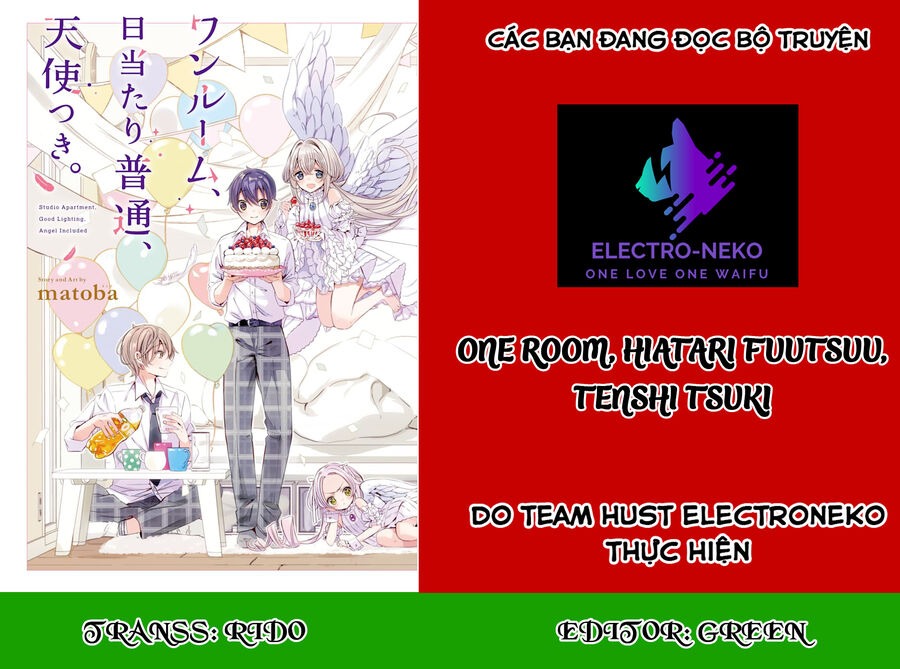 ワンルーム、
日当たり普通、
天使つき。
Studio Apartment,
Good Lighting,
Angel Included
Story and Art by
matoba
CÁC BẠN ĐANG ĐỌC BỘ TRUYỆN
ELECTRO-NEKO
ONE LOVE ONE WAIFU
ONE ROOM, HIATARI FUUTSUU,
TENSHI TSUKI
DO TEAM HUST ELECTRONEKO
THỰC HIỆN
TRANSS: RIDO
EDITOR: GREEN